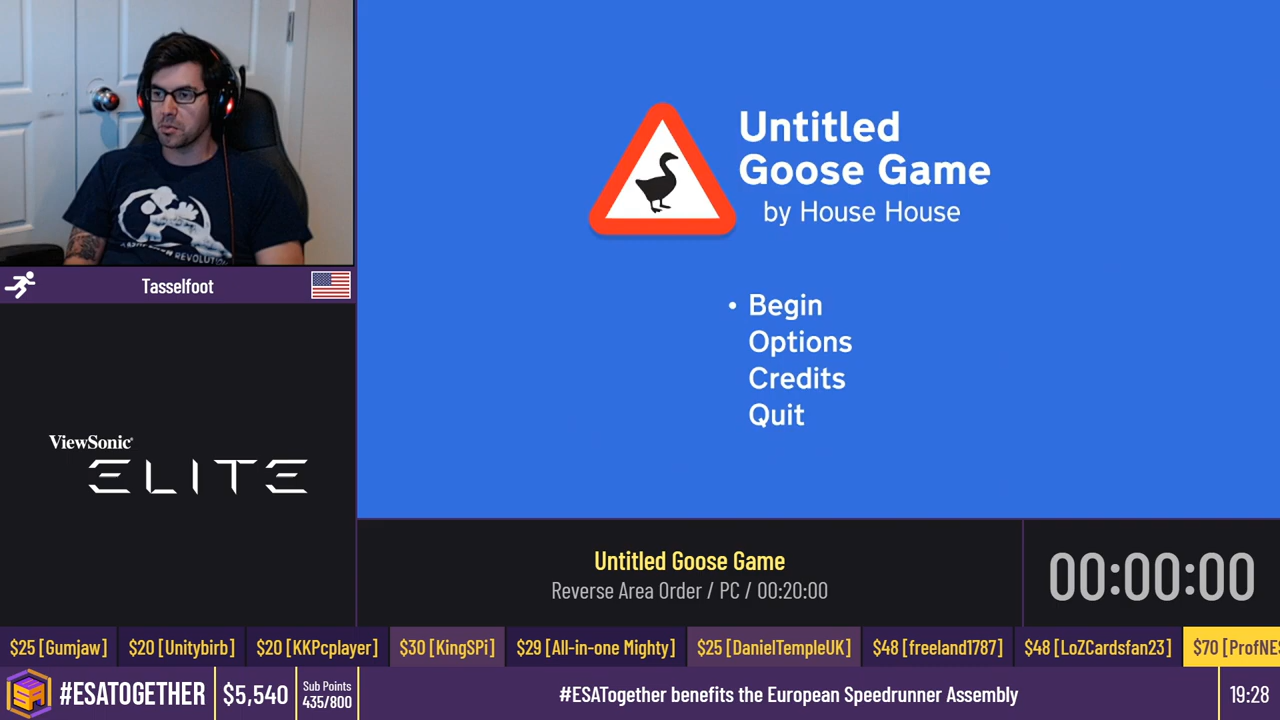 Untitled
Goose Game
by House House
• Begin
Options
Credits
Quit
REVOLUTION
Tasselfoot
ViewSonic®
ELITE
Untitled Goose Game
Reverse Area Order / PC / 00:20:00
00:00:00
$25 [Gumjaw]
$20 [Unitybirb]
$20 [KKPcplayer]
$30 [KingSPi]
$29 [All-in-one Mighty]
$25 [DanielTempleUK]
$48 [freeland1787]
$48 [LoZCardsfan23]
$70 [ProfNES
#ESATOGETHER
$5,540
Sub Points
435/800
#ESATogether benefits the European Speedrunner Assembly
19:28